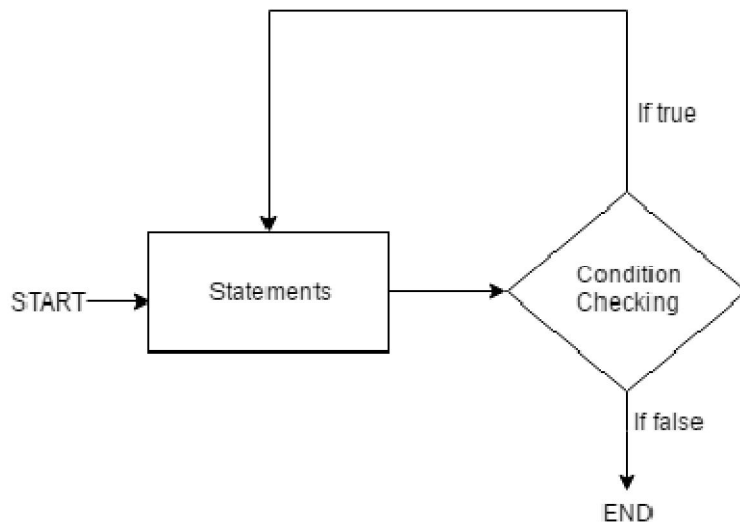 If true
START
Statements
Condition
Checking
If false
END